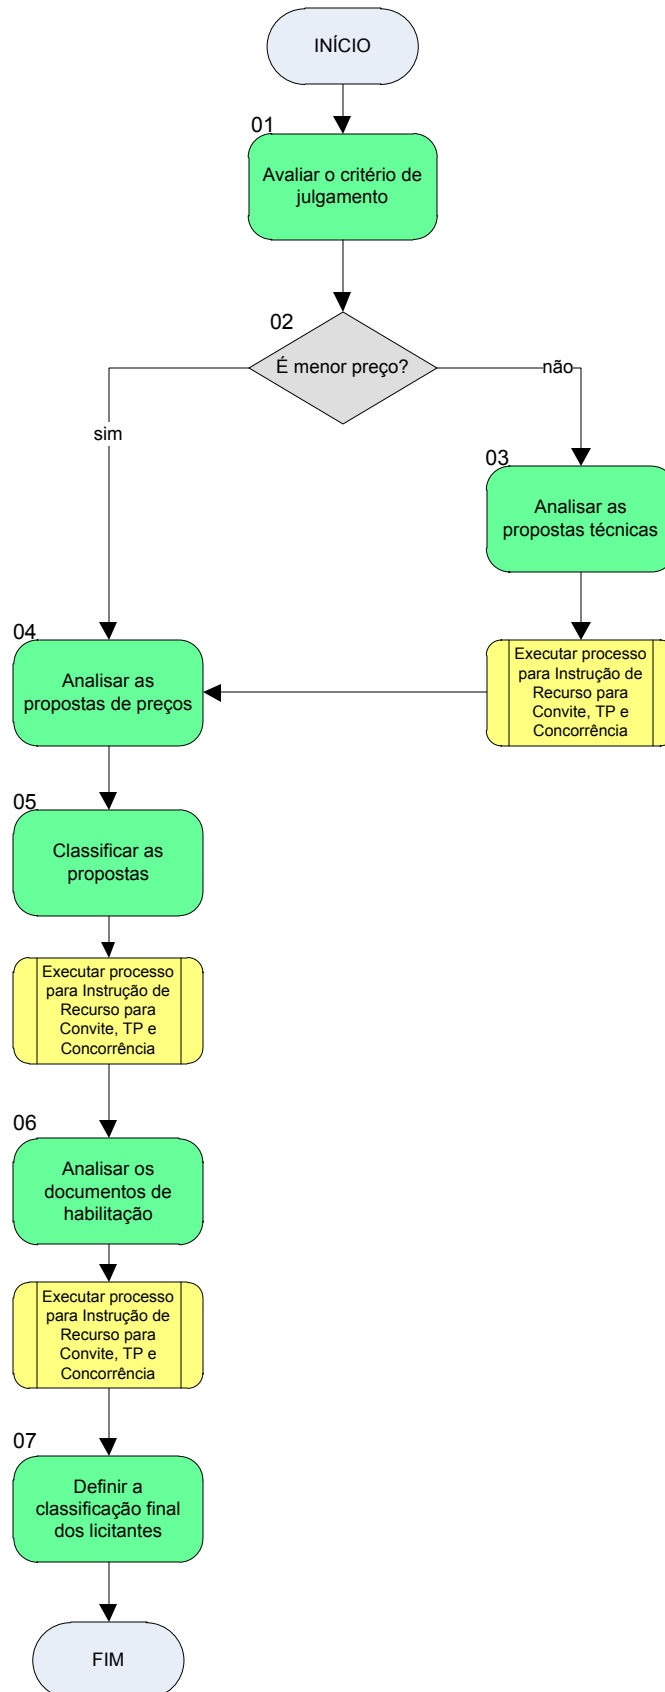 INÍCIO
01
Avaliar o critério de
julgamento
02
É menor preço?
não
sim
03
Analisar as
propostas técnicas
04
Analisar as
propostas de preços
Executar processo
para Instrução de
Recurso para
Convite, TP e
Concorrência
05
Classificar as
propostas
Executar processo
para Instrução de
Recurso para
Convite, TP e
Concorrência
06
Analisar os
documentos de
habilitação
Executar processo
para Instrução de
Recurso para
Convite, TP e
Concorrência
07
Definir a
classificação final
dos licitantes
FIM